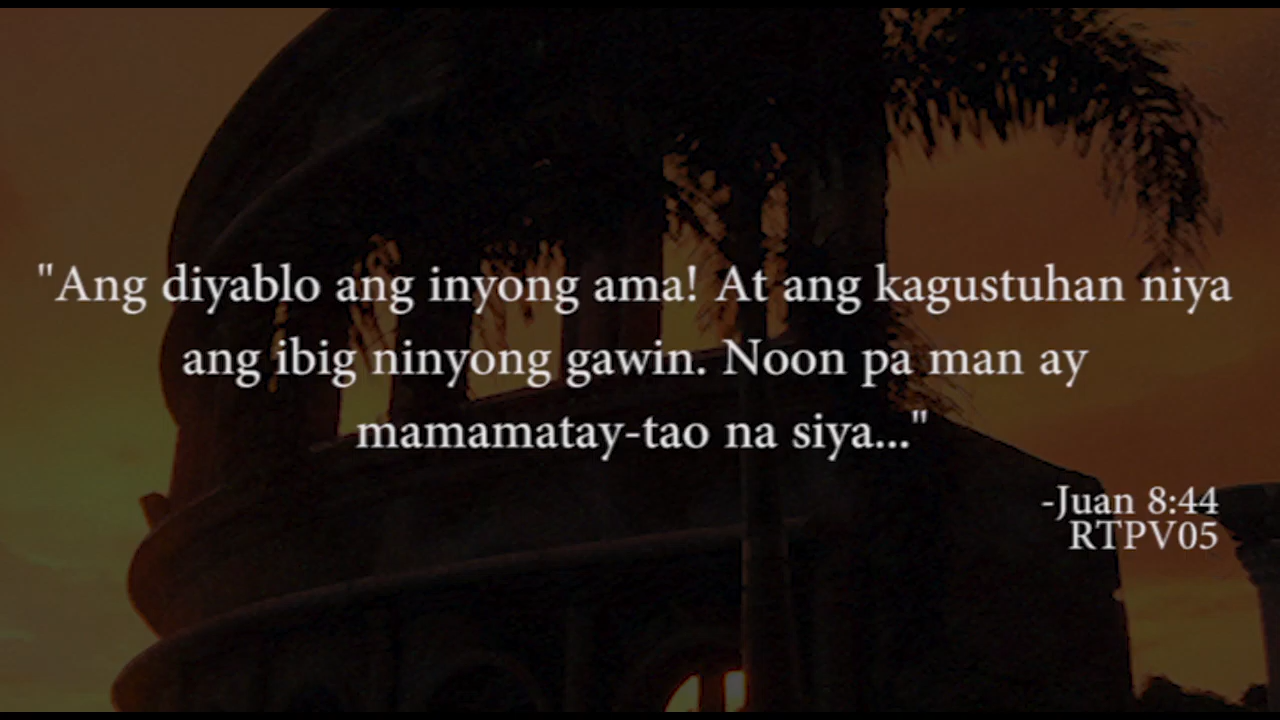 "Ang diyablo ang inyong ama! At ang kagustuhan niya
ang ibig ninyong gawin. Noon pa man ay
mamamatay-tao na siya..."
-Juan 8:44
RTPV05